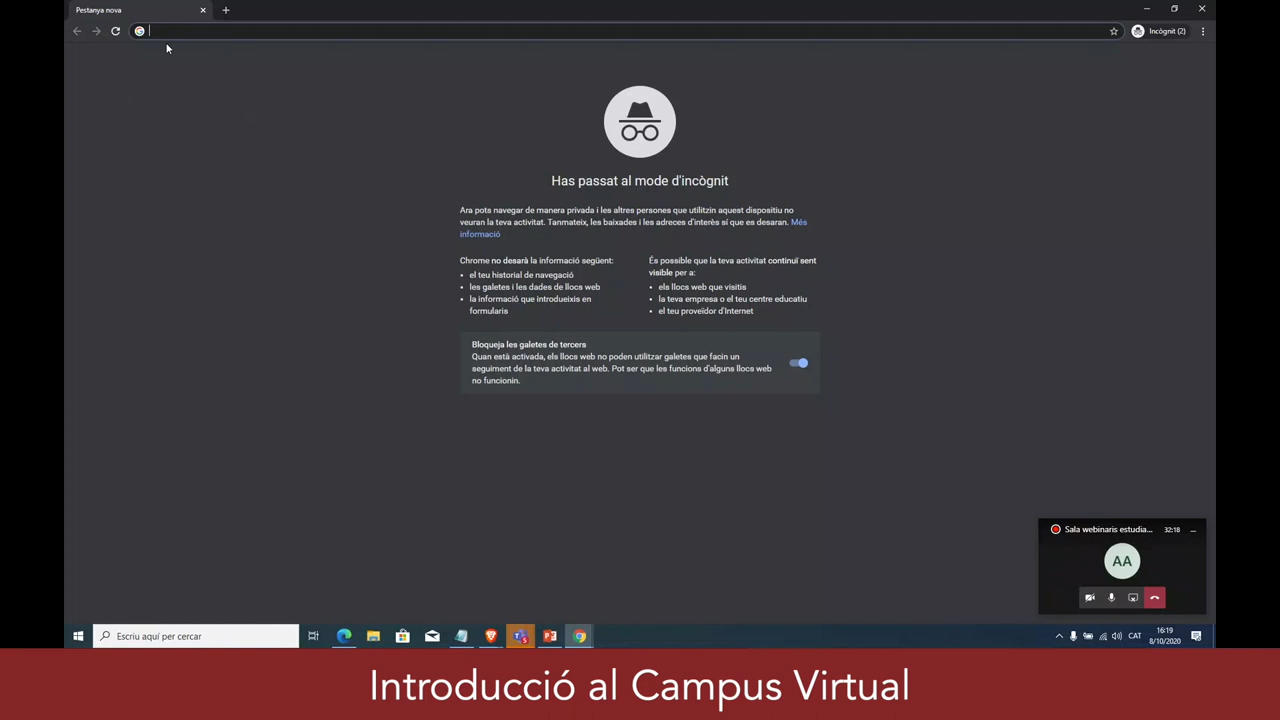 Pestanya nova
Incògnit (2)
Has passat al mode d'incògnit
Ara pots navegar de manera privada i les altres persones que utilitzin aquest dispositiu no
veuran la teva activitat. Tanmateix, les baixades i les adreces d'interès sí que es desaran. Més
informació
Chrome no desarà la informació següent:
el teu historial de navegació
les galetes i les dades de llocs web
la informació que introdueixis en
formularis
És possible que la teva activitat continuï sent
visible per a:
els llocs web que visitis
la teva empresa o el teu centre educatiu
el teu proveïdor d'Internet
Bloqueja les galetes de tercers
Quan està activada, els llocs web no poden utilitzar galetes que facin un
seguiment de la teva activitat al web. Pot ser que les funcions d'alguns llocs web
no funcionin.
Sala webinaris estudia... 32:18
AA
Escriu aquí per cercar
CAT
16:19
8/10/2020
Introducció al Campus Virtual